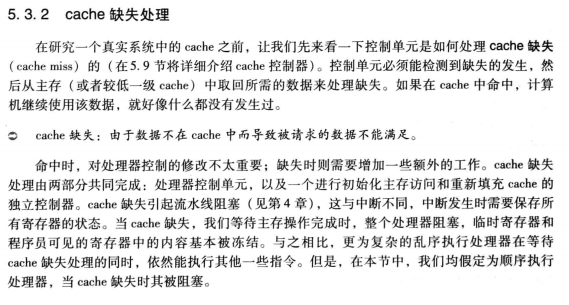 5.3.2 cache 缺失处理
在研究一个真实系统中的 cache 之前，让我们先来看一下控制单元是如何处理 cache 缺失
（cache miss）的（在5.9节将详细介绍 cache 控制器）。控制单元必须能检测到缺失的发生，然
后从主存（或者较低一级 cache）中取回所需的数据来处理缺失。如果在 cache 中命中，计算
机继续使用该数据，就好像什么都没有发生过。
➲ cache 缺失：由于数据不在 cache 中而导致被请求的数据不能满足。
命中时，对处理器控制的修改不太重要；缺失时则需要增加一些额外的工作。cache 缺失
处理由两部分共同完成：处理器控制单元，以及一个进行初始化主存访问和重新填充 cache 的
独立控制器。cache 缺失引起流水线阻塞（见第4章），这与中断不同，中断发生时需要保存所
有寄存器的状态。当 cache 缺失，我们等待主存操作完成时，整个处理器阻塞，临时寄存器和
程序员可见的寄存器中的内容基本被冻结。与之相比，更为复杂的乱序执行处理器在等待
cache 缺失处理的同时，依然能执行其他一些指令。但是，在本节中，我们均假定为顺序执行
处理器，当 cache 缺失时其被阻塞。